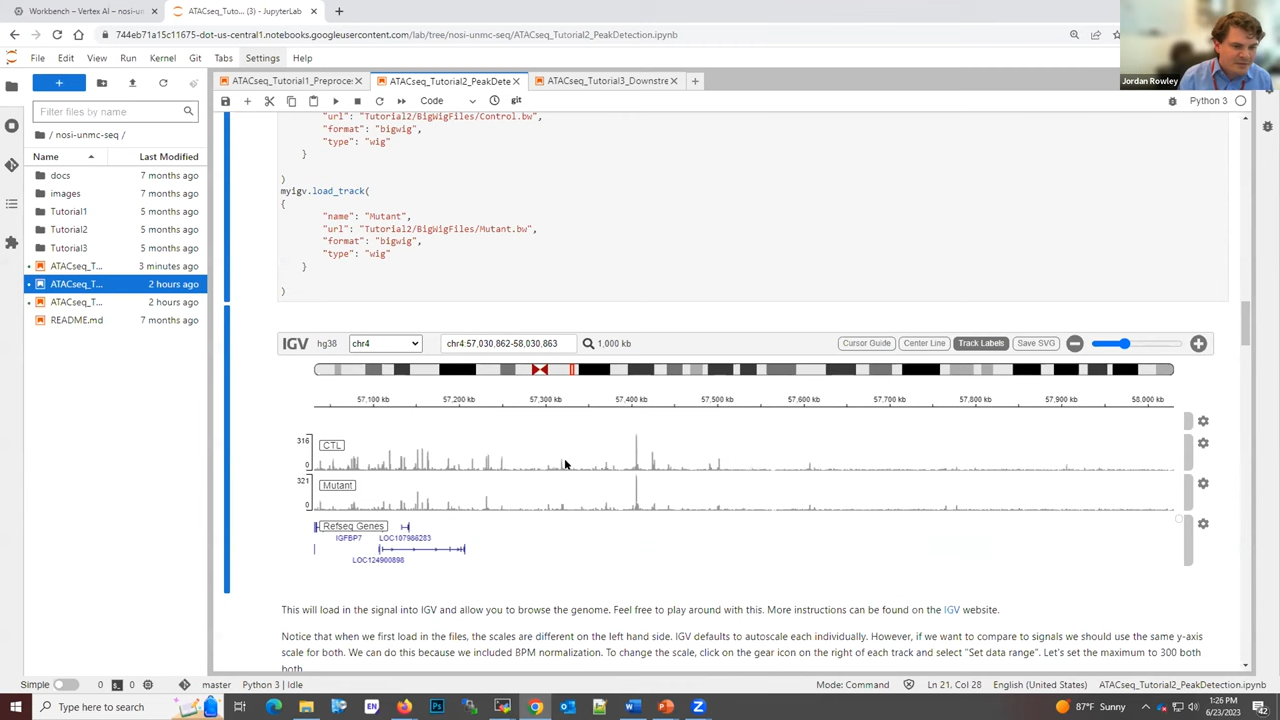 Workbench – Vertex AI – nosi-un
ATACseq_Tuto... (3) - JupyterLab
744eb71a15c11675-dot-us-central1.notebooks.googleusercontent.com/lab/tree/nosi-unmc-seq/ATACseq_Tutorial2_PeakDetection.ipynb
Jordan Rowley
File Edit View Run Kernel Git Tabs Settings Help
ATACseq_Tutorial1_Preproce
ATACseq_Tutorial2_PeakDete
ATACseq_Tutorial3_Downstre
Code
git
Python 3
Filter files by name
/ nosi-unmc-seq /
Name Last Modified
docs 7 months ago
images 7 months ago
Tutorial1 5 months ago
Tutorial2 5 months ago
Tutorial3 5 months ago
ATACseq_T... 3 minutes ago
ATACseq_T... 2 hours ago
ATACseq_T... 2 hours ago
README.md 7 months ago
"url": "Tutorial2/BigWigFiles/Control.bw",
"format": "bigwig",
"type": "wig"
}
)
myigv.load_track(
{
"name": "Mutant",
"url": "Tutorial2/BigWigFiles/Mutant.bw",
"format": "bigwig",
"type": "wig"
}
)
IGV hg38 chr4 chr4:57,030,862-58,030,863 1,000 kb Cursor Guide Center Line Track Labels Save SVG
57,100 kb 57,200 kb 57,300 kb 57,400 kb 57,500 kb 57,600 kb 57,700 kb 57,800 kb 57,900 kb 58,000 kb
316
CTL
0
321
Mutant
0
Refseq Genes
IGFBP7 LOC107986283
LOC124900898
This will load in the signal into IGV and allow you to browse the genome. Feel free to play around with this. More instructions can be found on the IGV website.
Notice that when we first load in the files, the scales are different on the left hand side. IGV defaults to autoscale each individually. However, if we want to compare to signals we should use the same y-axis
scale for both. We can do this because we included BPM normalization. To change the scale, click on the gear icon on the right of each track and select "Set data range". Let's set the maximum to 300 both
both.
Simple 0 0 master Python 3 | Idle Mode: Command Ln 21, Col 28 English (United States) ATACseq_Tutorial2_PeakDetection.ipynb
Type here to search
87°F Sunny
1:26 PM
6/23/2023
42